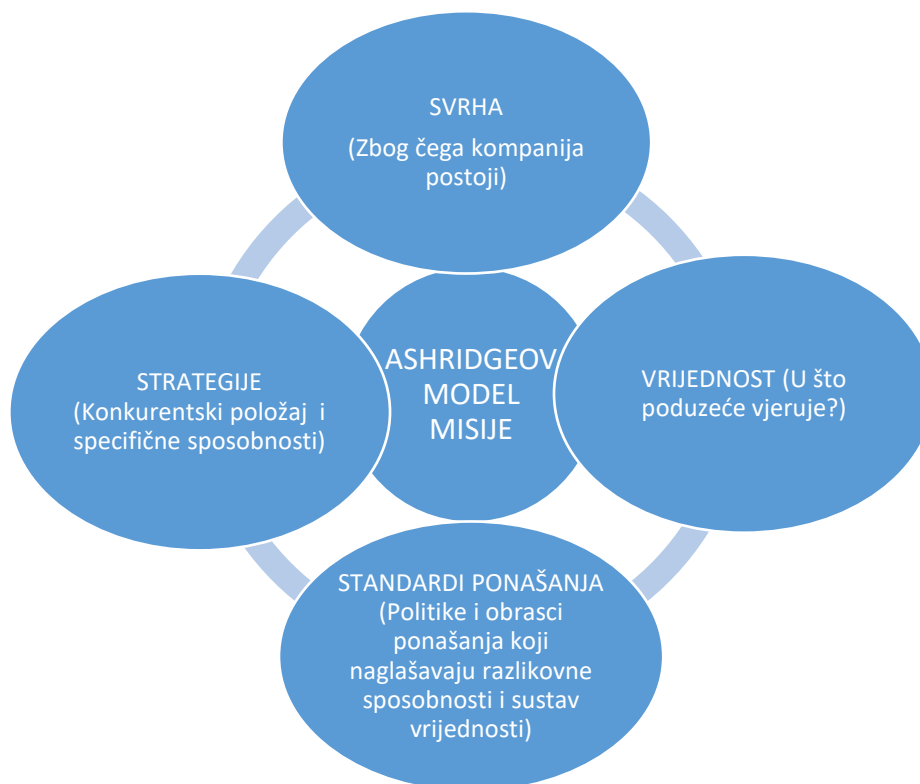 SVRHA
(Zbog čega kompanija
postoji)
STRATEGIJE
(Konkurentski položaj i
specifične sposobnosti)
ASHRIDGEOV
MODEL
MISIJE
VRIJEDNOST (U što
poduzeće vjeruje?)
STANDARDI PONAŠANJA
(Politike i obrasci
ponašanja koji
naglašavaju razlikovne
sposobnosti i sustav
vrijednosti)